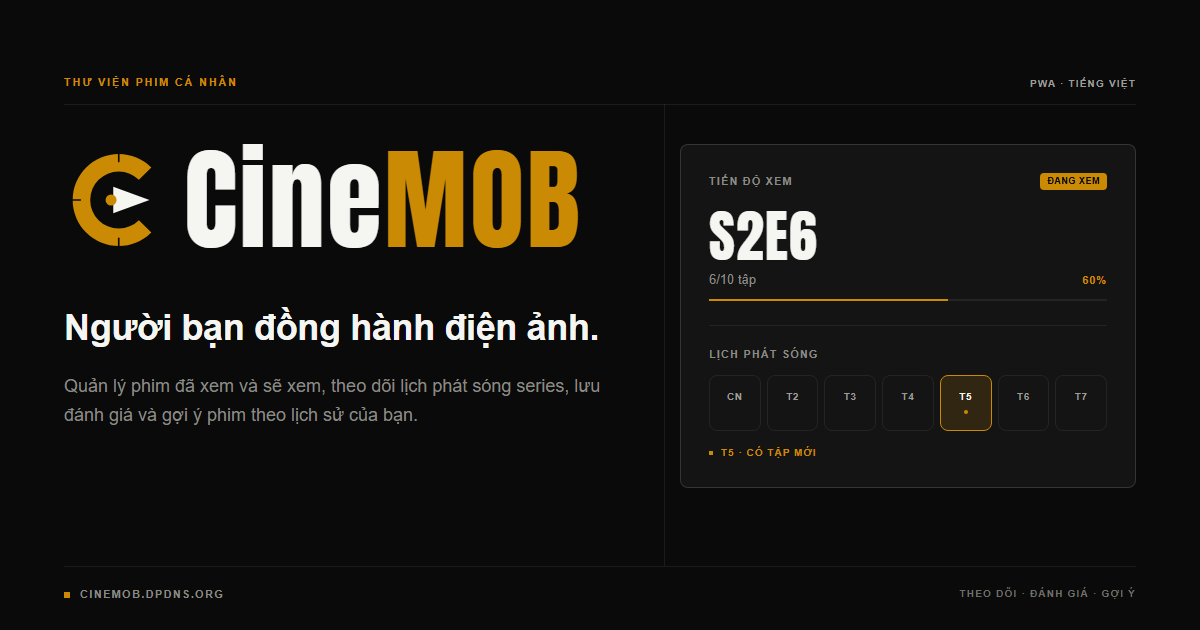 THƯ VIỆN PHIM CÁ NHÂN
PWA · TIẾNG VIỆT
CineMOB
Người bạn đồng hành điện ảnh.
Quản lý phim đã xem và sẽ xem, theo dõi lịch phát sóng series, lưu
đánh giá và gợi ý phim theo lịch sử của bạn.
TIẾN ĐỘ XEM
ĐANG XEM
S2E6
6/10 tập
60%
LỊCH PHÁT SÓNG
CN T2 T3 T4 T5 T6 T7
T5 · CÓ TẬP MỚI
CINEMOB.DPDNS.ORG
THEO DÕI · ĐÁNH GIÁ · GỢI Ý